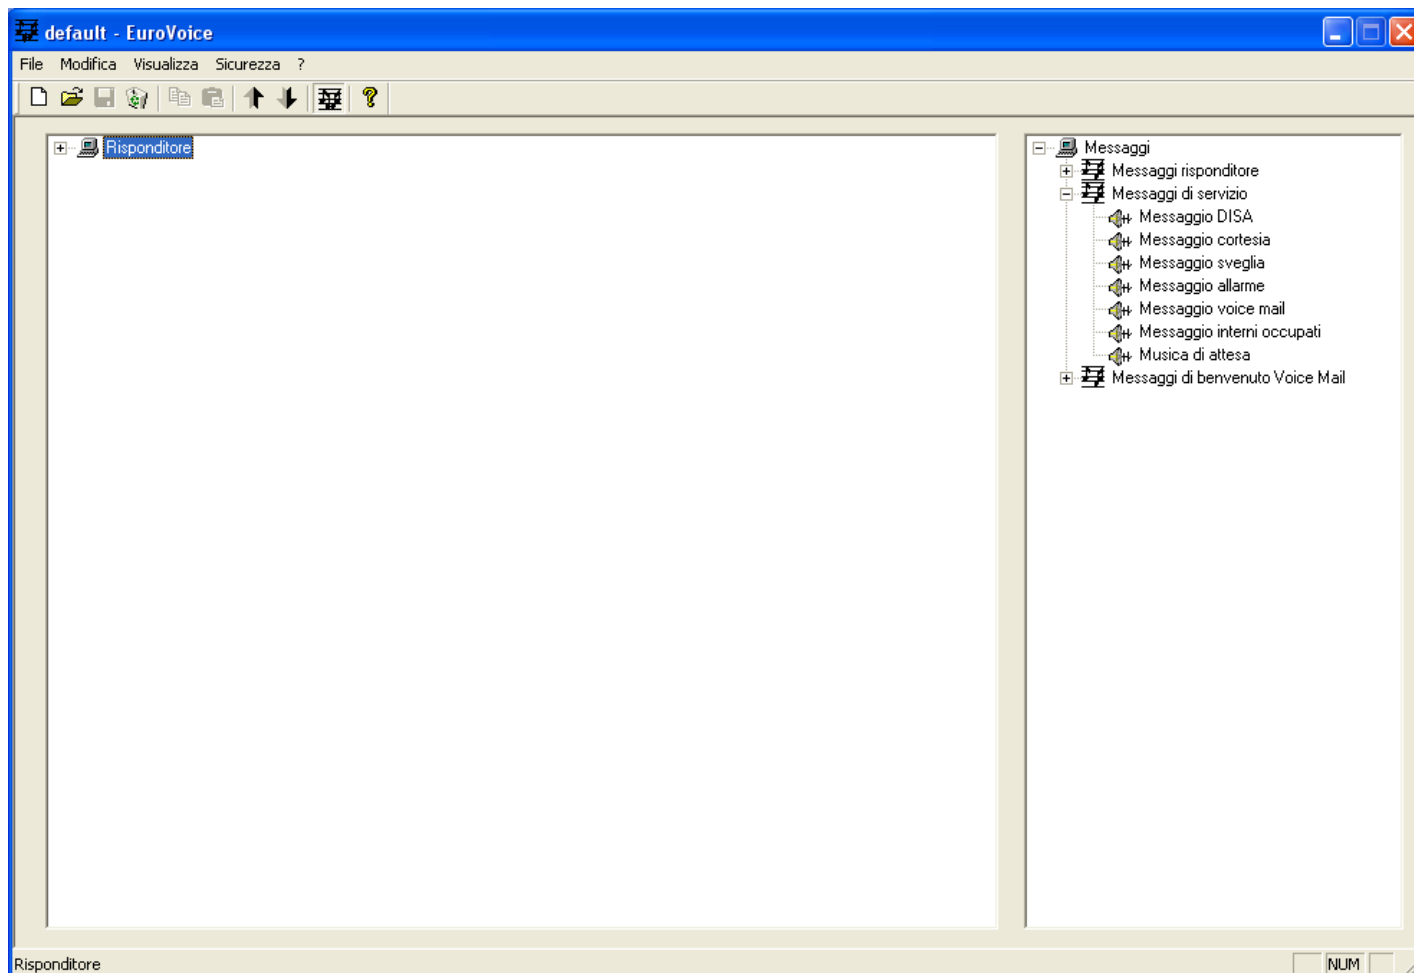 default - EuroVoice
File Modifica Visualizza Sicurezza ?
Risponditore
Messaggi
Messaggi risponditore
Messaggi di servizio
Messaggio DISA
Messaggio cortesia
Messaggio sveglia
Messaggio allarme
Messaggio voice mail
Messaggio interni occupati
Musica di attesa
Messaggi di benvenuto Voice Mail
Risponditore NUM